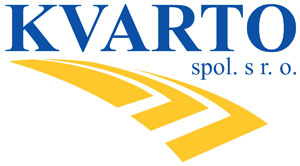 KVARTO
spol. s r. o.